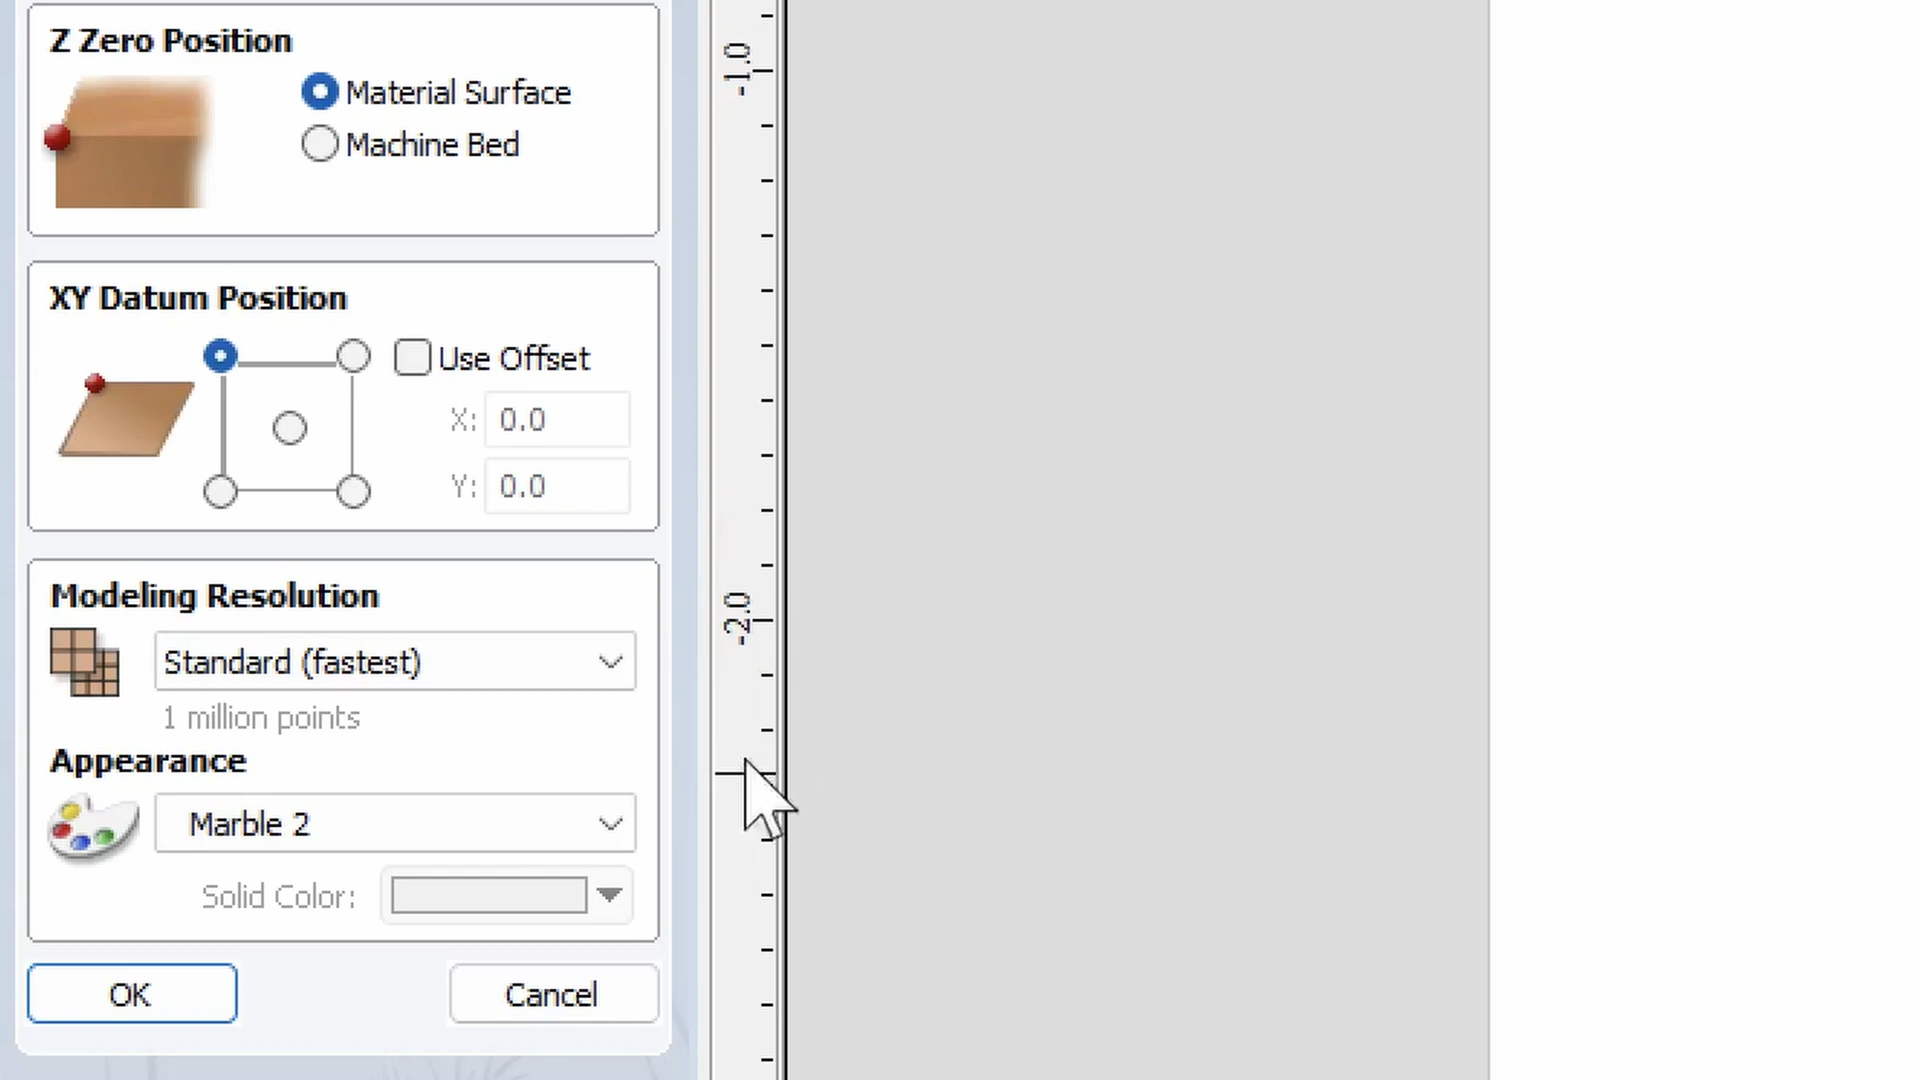 Z Zero Position
Material Surface
Machine Bed
XY Datum Position
Use Offset
X: 0.0
Y: 0.0
Modeling Resolution
Standard (fastest)
1 million points
Appearance
Marble 2
Solid Color:
OK
Cancel
-1.0
-2.0